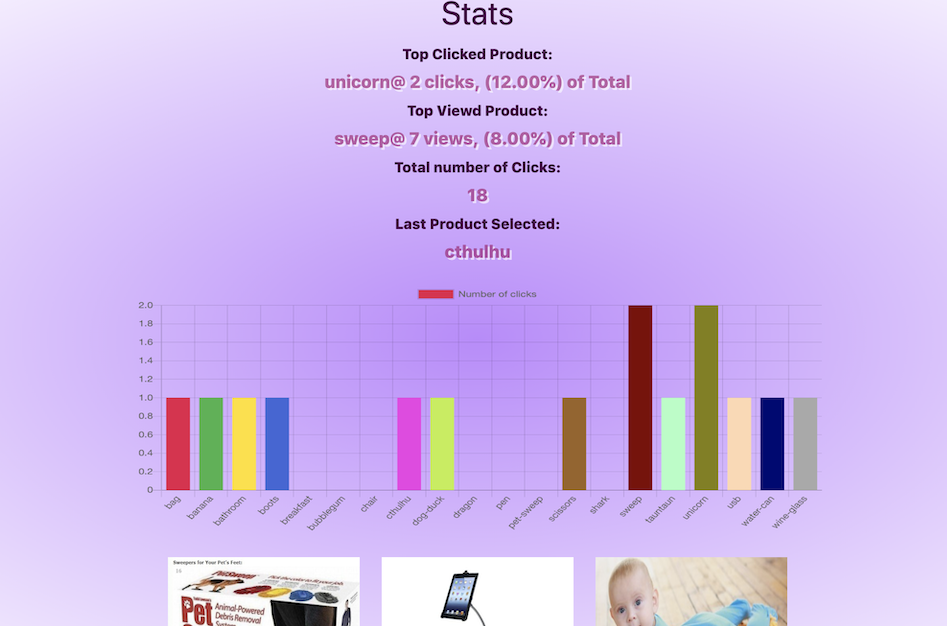 Stats
Top Clicked Product:
unicorn@ 2 clicks, (12.00%) of Total
Top Viewd Product:
sweep@ 7 views, (8.00%) of Total
Total number of Clicks:
18
Last Product Selected:
cthulhu
Number of clicks
2.0
1.8
1.6
1.4
1.2
1.0
0.8
0.6
0.4
0.2
0
bag
banana
bathroom
boots
breakfast
bubblegum
chair
cthulhu
dog-duck
dragon
pen
pet-sweep
scissors
shark
sweep
tauntaun
unicorn
usb
water-can
wine-glass
Sweepers for Your Pet's Feet!
Pet
Animal-Powered
Debris Removal
System